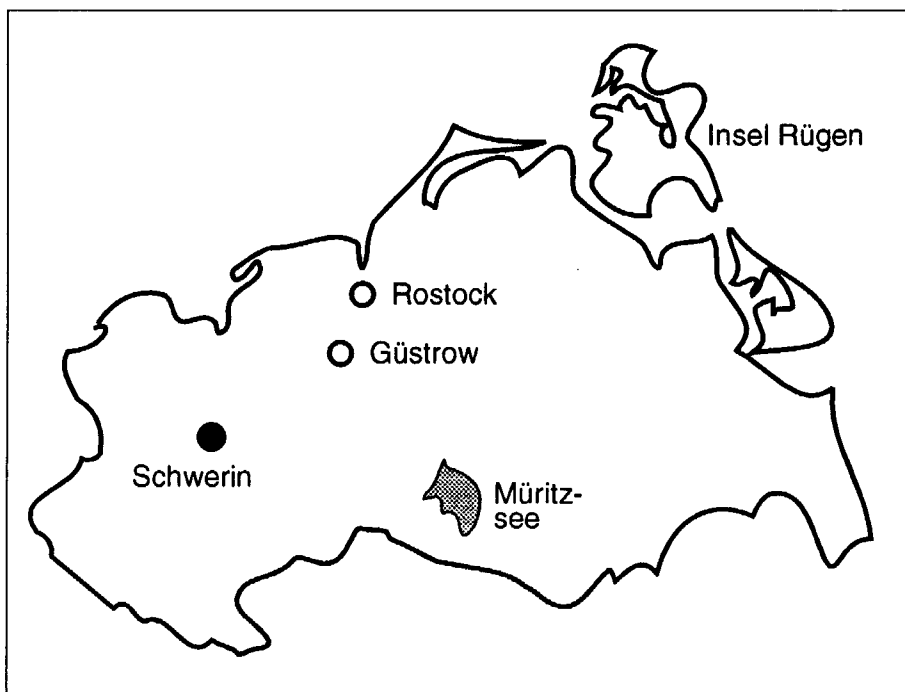 Insel Rügen
Rostock
Güstrow
Schwerin
Müritz-
see